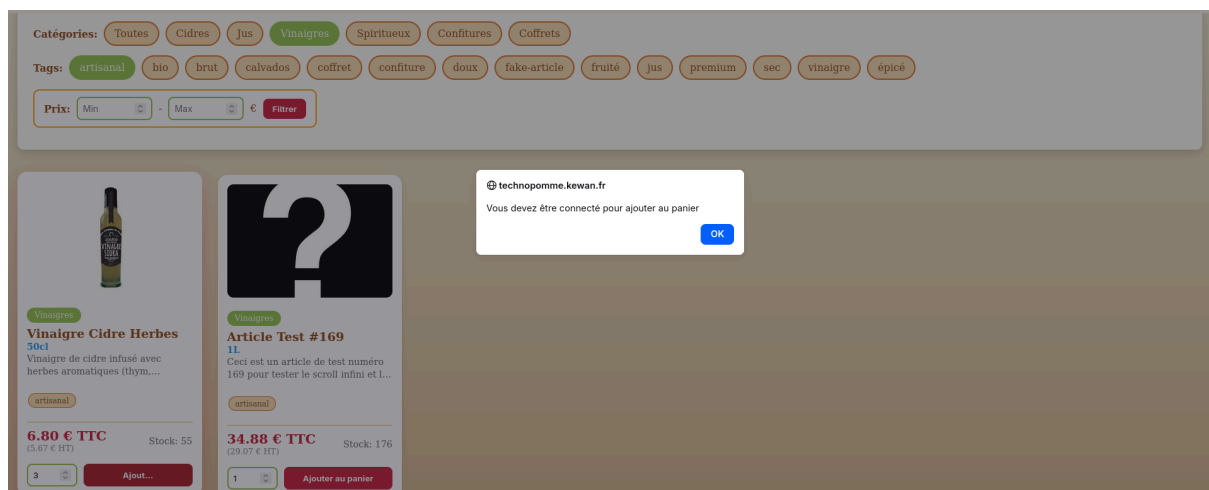 Catégories: Toutes Cidres Jus Vinaigres Spiritueux Confitures Coffrets
Tags: artisanal bio brut calvados coffret confiture doux fake-article fruité jus premium sec vinaigre épicé
Prix: Min - Max € Filtrer
technopomme.kewan.fr
Vous devez être connecté pour ajouter au panier
OK
VINAIGRE
SIDRA
Vinaigres
Vinaigre Cidre Herbes
50cl
Vinaigre de cidre infusé avec
herbes aromatiques (thym,...
artisanal
6.80 € TTC
(5.67 € HT)
Stock: 55
3 Ajout...
?
Vinaigres
Article Test #169
1L
Ceci est un article de test numéro
169 pour tester le scroll infini et l...
artisanal
34.88 € TTC
(29.07 € HT)
Stock: 176
1 Ajouter au panier